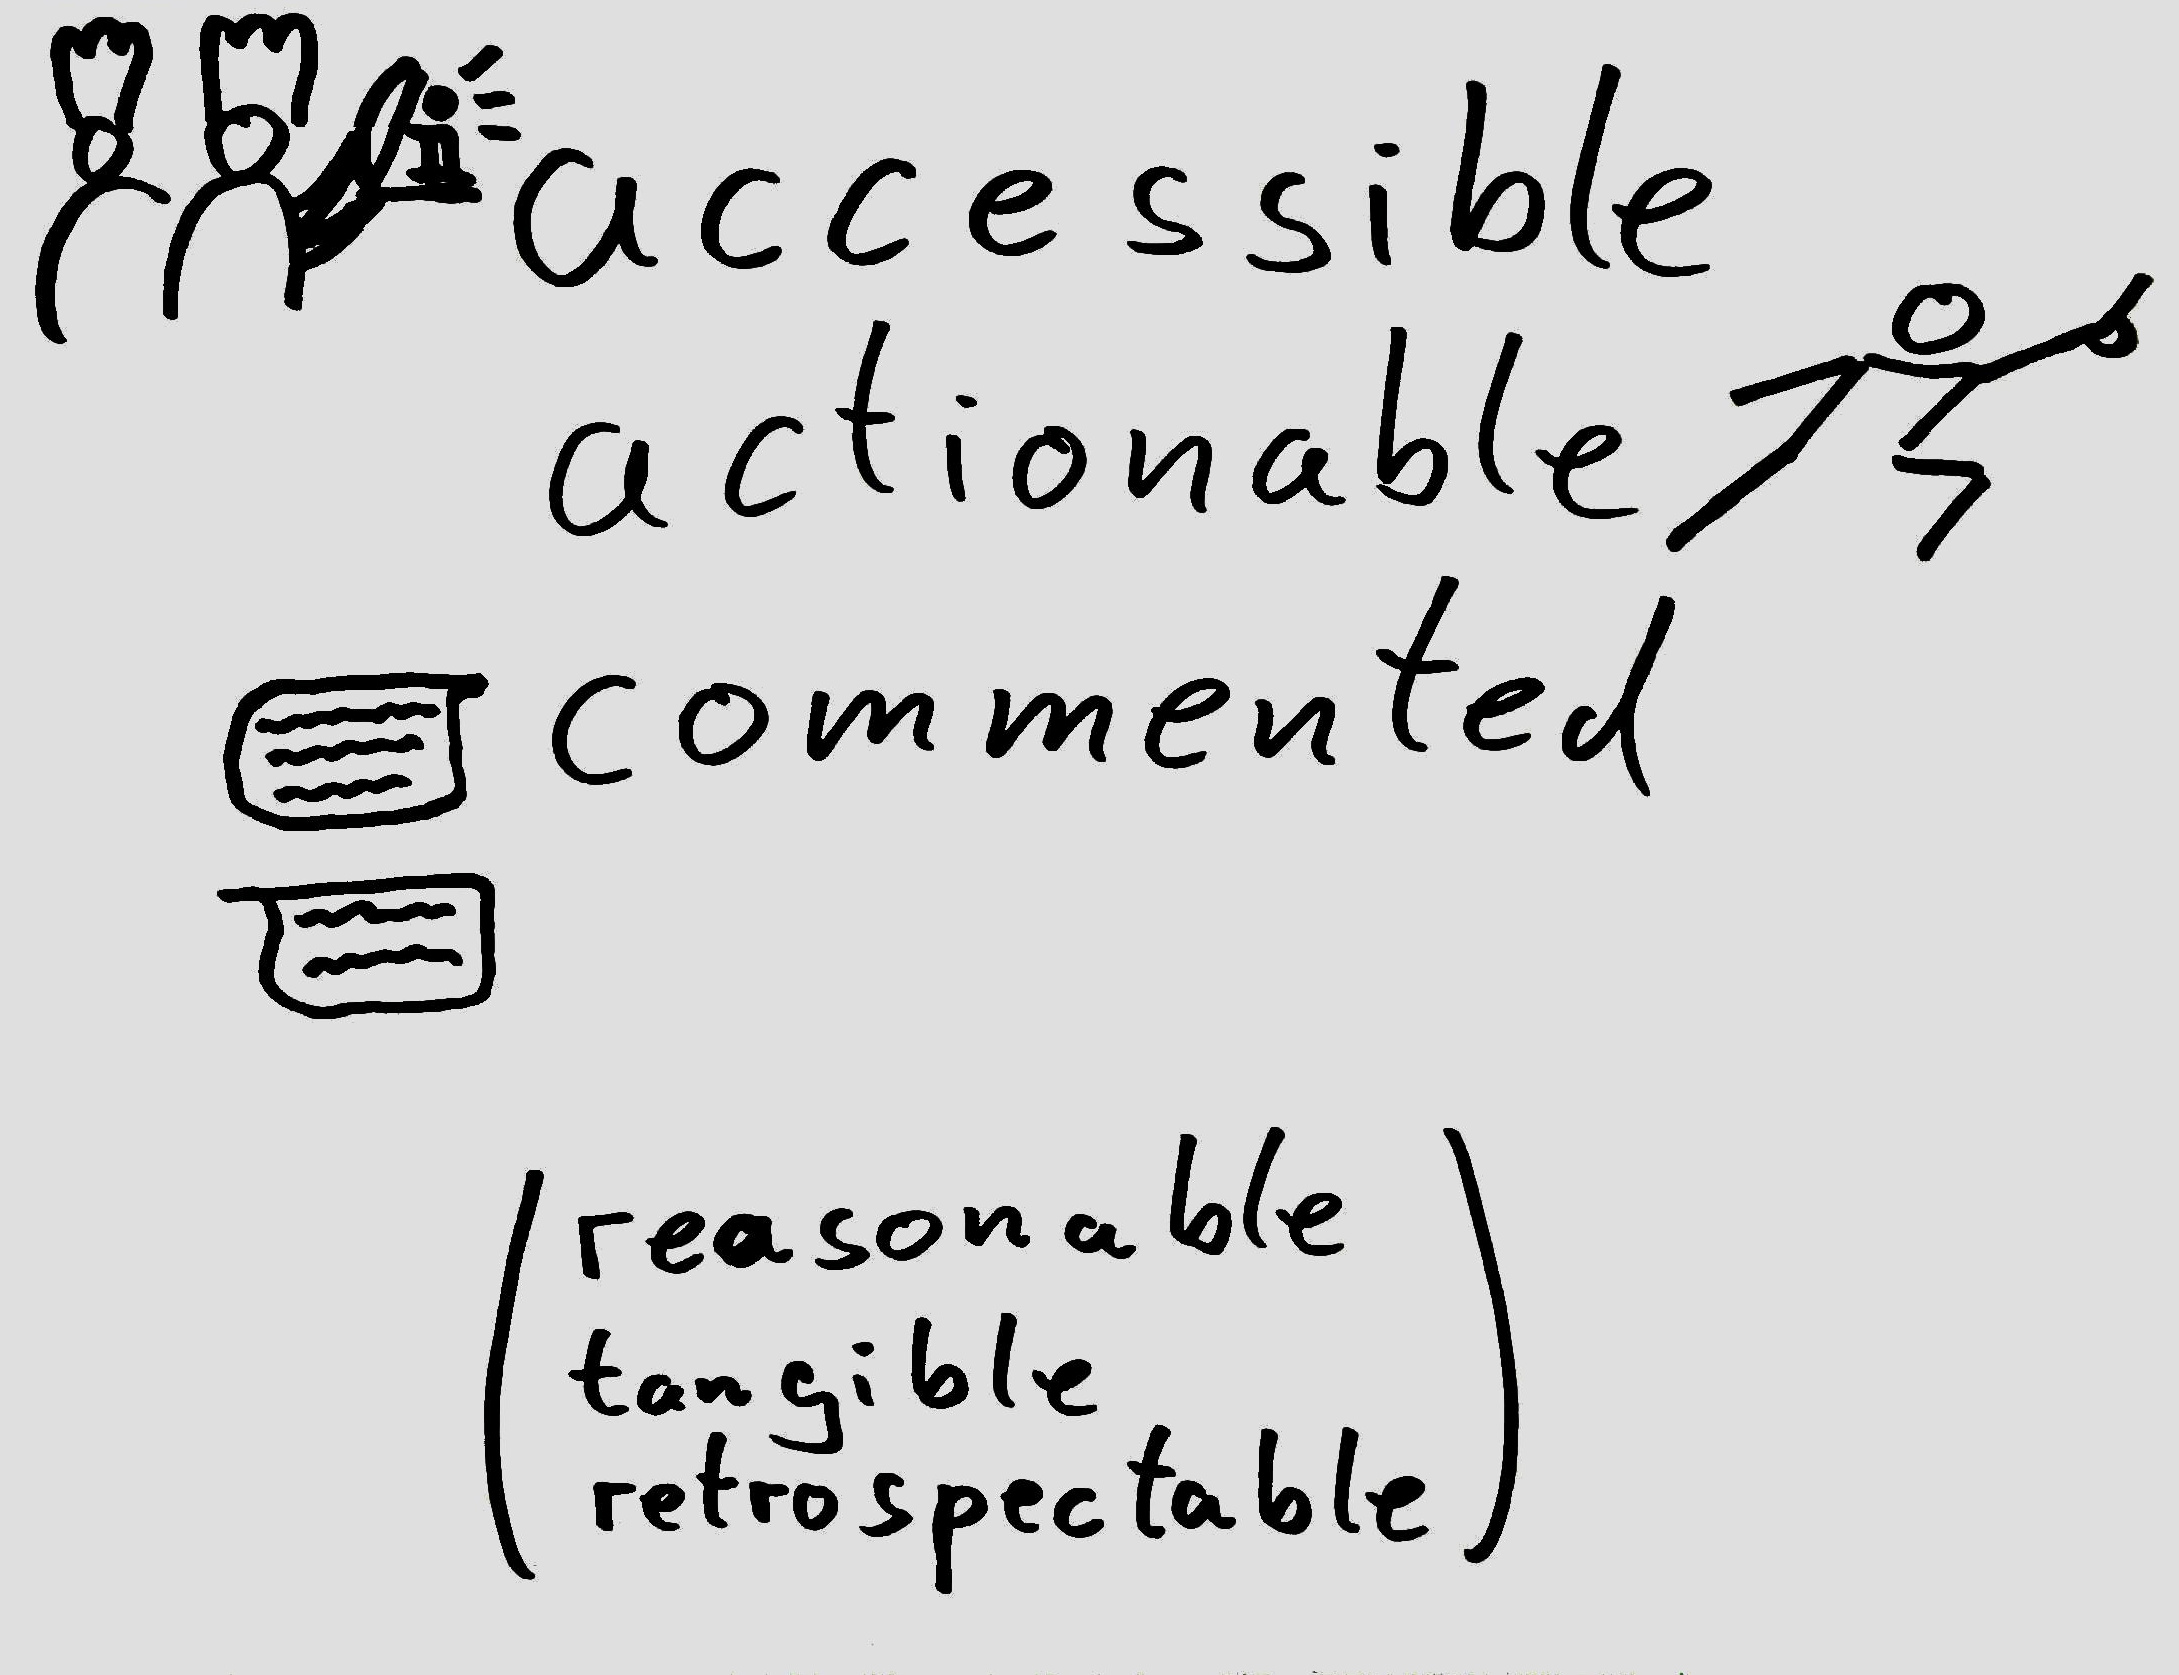 i accessible
actionable
commented
(reasonable
tangible
retrospectable)